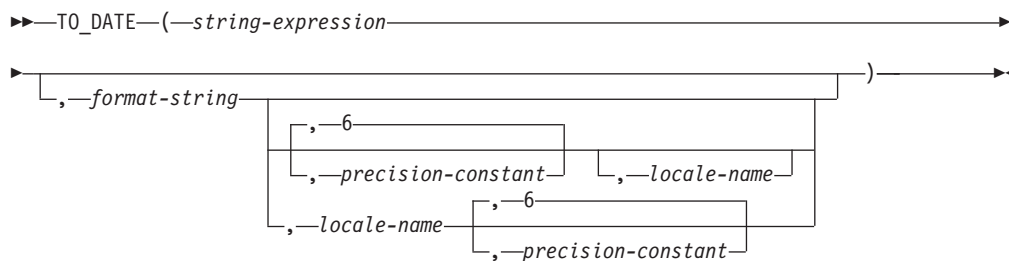 TO_DATE ( string-expression
)
, format-string
, 6
, precision-constant , locale-name
, 6
, locale-name
, precision-constant